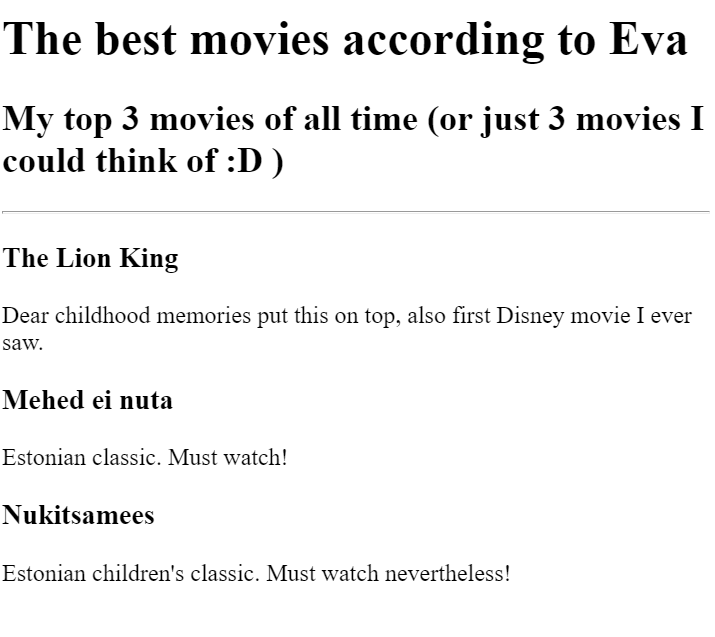 The best movies according to Eva
My top 3 movies of all time (or just 3 movies I
could think of :D )
The Lion King
Dear childhood memories put this on top, also first Disney movie I ever
saw.
Mehed ei nuta
Estonian classic. Must watch!
Nukitsamees
Estonian children's classic. Must watch nevertheless!